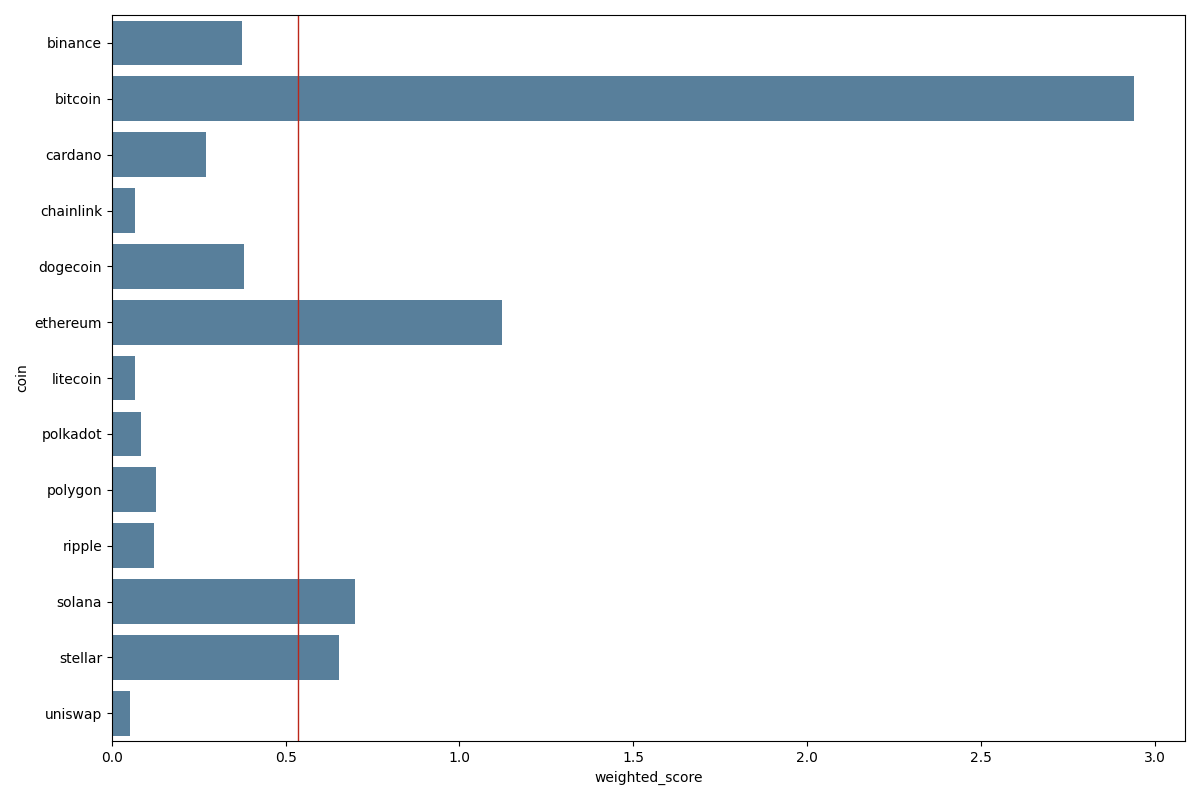 binance
bitcoin
cardano
chainlink
dogecoin
ethereum
litecoin
polkadot
polygon
ripple
solana
stellar
uniswap
coin
0.0 0.5 1.0 1.5 2.0 2.5 3.0
weighted_score